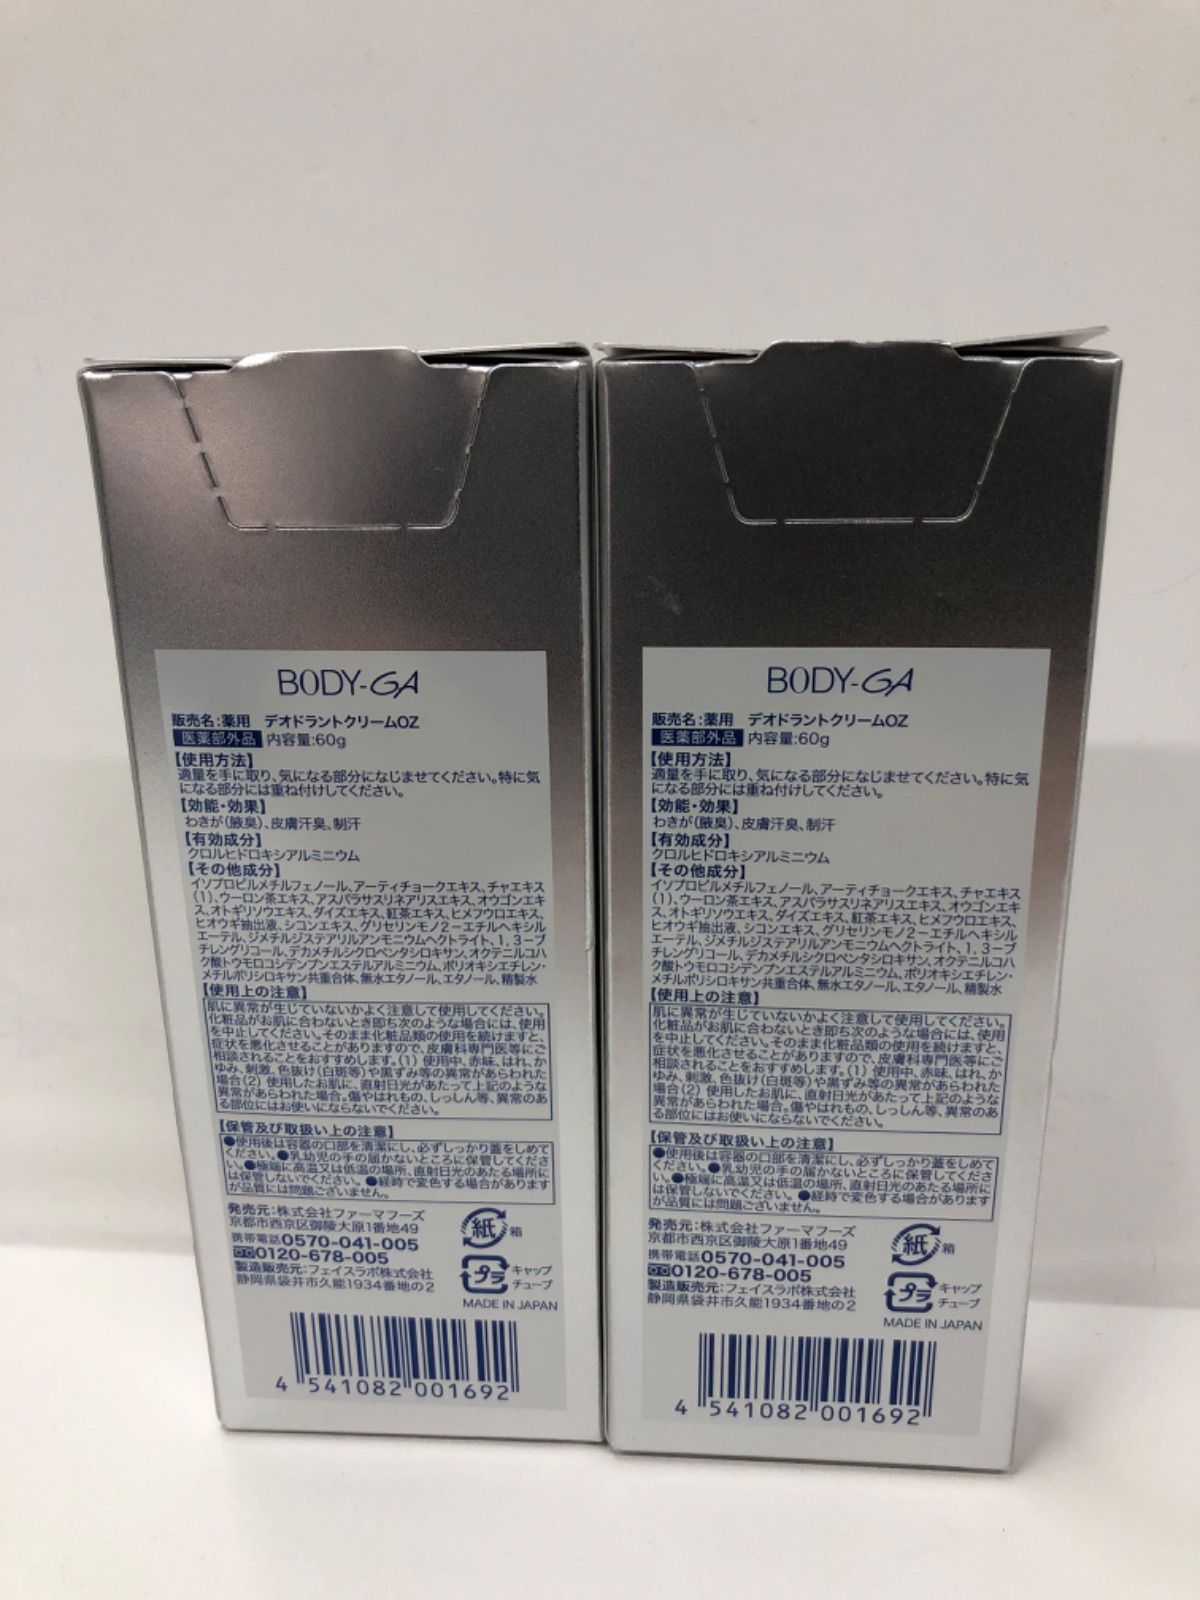 BODY-GA
販売名:薬用 デオドラントクリームOZ
医薬部外品 内容量:60g
【使用方法】
適量を手に取り、気になる部分になじませてください。特に気
になる部分には重ね付けしてください。
【効能・効果】
わきが(腋臭)、皮膚汗臭、制汗
【有効成分】
クロルヒドロキシアルミニウム
【その他成分】
イソプロピルメチルフェノール、アーティチョークエキス、チャエキス
(1)、ウーロン茶エキス、アスパラサスリネアリスエキス、オウゴンエキ
ス、オトギリソウエキス、ダイズエキス、紅茶エキス、ヒメフウロエキス、
ヒオウギ抽出液、シコンエキス、グリセリンモノ2-エチルヘキシル
エーテル、ジメチルジステアリルアンモニウムヘクトライト、1,3-ブ
チレングリコール、デカメチルシクロペンタシロキサン、オクテニルコハ
ク酸トウモロコシデンプンエステルアルミニウム、ポリオキシエチレン・
メチルポリシロキサン共重合体、無水エタノール、エタノール、精製水
【使用上の注意】
肌に異常が生じていないかよく注意して使用してください。
化粧品がお肌に合わないとき即ち次のような場合には、使用
を中止してください。そのまま化粧品類の使用を続けますと、
症状を悪化させることがありますので、皮膚科専門医等にご
相談されることをおすすめします。(1) 使用中、赤味、はれ、か
ゆみ、刺激、色抜け(白斑等)や黒ずみ等の異常があらわれた
場合(2) 使用したお肌に、直射日光があたって上記のような
異常があらわれた場合。傷やはれもの、しっしん等、異常のあ
る部位にはお使いにならないでください。
【保管及び取扱い上の注意】
●使用後は容器の口部を清潔にし、必ずしっかり蓋をしめて
ください。●乳幼児の手の届かないところに保管してくださ
い。●極端に高温又は低温の場所、直射日光のあたる場所に
は保管しないでください。●経時で変色する場合があります
が品質には問題ございません。
発売元:株式会社ファーマフーズ
京都市西京区御陵大原1番地49
携帯電話0570-041-005
0120-678-005
製造販売元:フェイスラボ株式会社
静岡県袋井市久能1934番地の2
紙 箱
プラ キャップ
チューブ
MADE IN JAPAN
4 541082 001692
BODY-GA
販売名:薬用 デオドラントクリームOZ
医薬部外品 内容量:60g
【使用方法】
適量を手に取り、気になる部分になじませてください。特に気
になる部分には重ね付けしてください。
【効能・効果】
わきが(腋臭)、皮膚汗臭、制汗
【有効成分】
クロルヒドロキシアルミニウム
【その他成分】
イソプロピルメチルフェノール、アーティチョークエキス、チャエキス
(1)、ウーロン茶エキス、アスパラサスリネアリスエキス、オウゴンエキ
ス、オトギリソウエキス、ダイズエキス、紅茶エキス、ヒメフウロエキス、
ヒオウギ抽出液、シコンエキス、グリセリンモノ2-エチルヘキシル
エーテル、ジメチルジステアリルアンモニウムヘクトライト、1,3-ブ
チレングリコール、デカメチルシクロペンタシロキサン、オクテニルコハ
ク酸トウモロコシデンプンエステルアルミニウム、ポリオキシエチレン・
メチルポリシロキサン共重合体、無水エタノール、エタノール、精製水
【使用上の注意】
肌に異常が生じていないかよく注意して使用してください。
化粧品がお肌に合わないとき即ち次のような場合には、使用
を中止してください。そのまま化粧品類の使用を続けますと、
症状を悪化させることがありますので、皮膚科専門医等にご
相談されることをおすすめします。(1) 使用中、赤味、はれ、か
ゆみ、刺激、色抜け(白斑等)や黒ずみ等の異常があらわれた
場合(2) 使用したお肌に、直射日光があたって上記のような
異常があらわれた場合。傷やはれもの、しっしん等、異常のあ
る部位にはお使いにならないでください。
【保管及び取扱い上の注意】
●使用後は容器の口部を清潔にし、必ずしっかり蓋をしめて
ください。●乳幼児の手の届かないところに保管してくださ
い。●極端に高温又は低温の場所、直射日光のあたる場所に
は保管しないでください。●経時で変色する場合があります
が品質には問題ございません。
発売元:株式会社ファーマフーズ
京都市西京区御陵大原1番地49
携帯電話0570-041-005
0120-678-005
製造販売元:フェイスラボ株式会社
静岡県袋井市久能1934番地の2
紙 箱
プラ キャップ
チューブ
MADE IN JAPAN
4 541082 001692